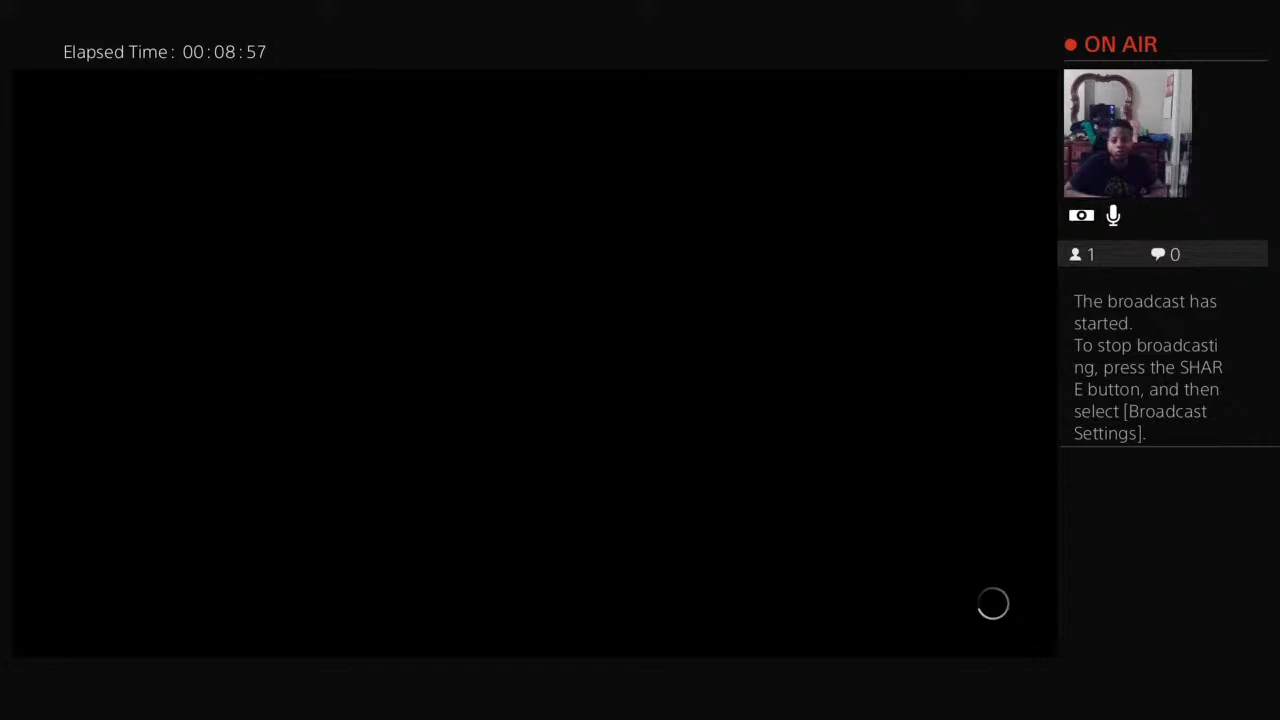 Elapsed Time: 00:08:57
ON AIR
1 0
The broadcast has
started.
To stop broadcasti
ng, press the SHAR
E button, and then
select [Broadcast
Settings].